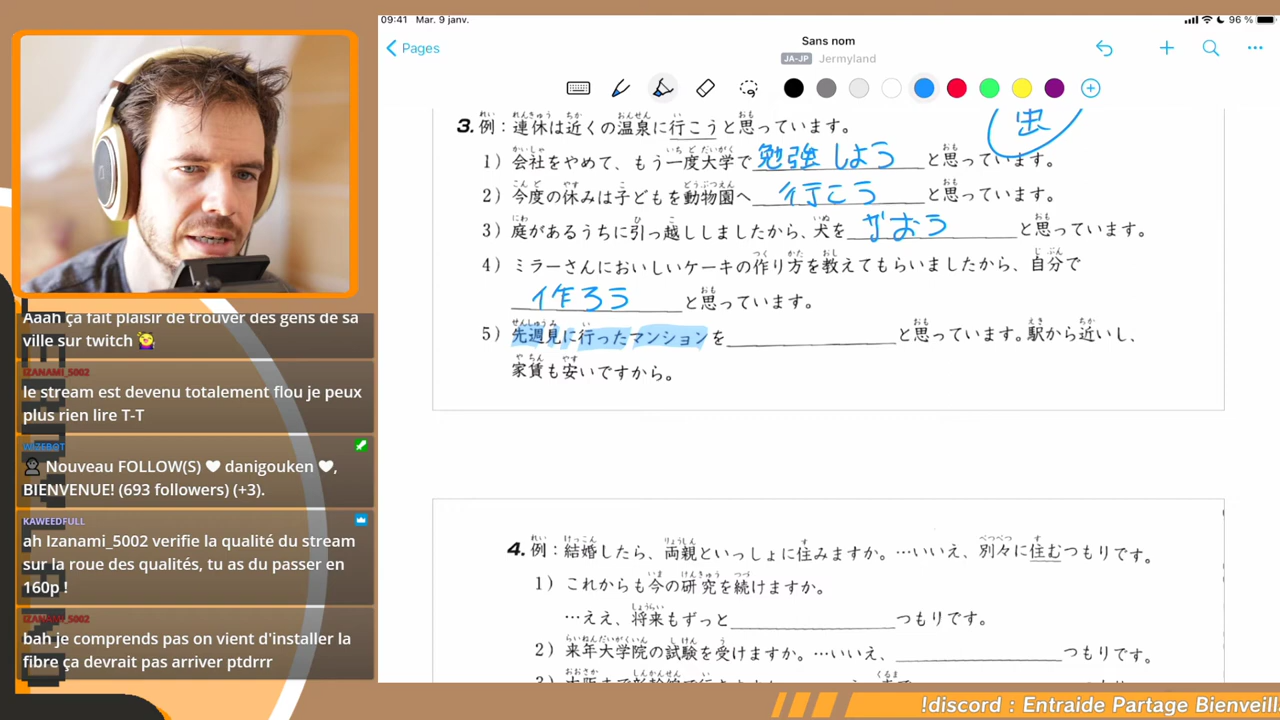 09:41 Mar. 9 janv.
96 %
Pages
Sans nom
JA-JP Jermyland
3. 例：連休は近くの温泉に行こうと思っています。
1) 会社をやめて、もう一度大学で 勉強しよう と思っています。
2) 今度の休みは子どもを動物園へ 行こう と思っています。
3) 庭があるうちに引っ越ししましたから、犬を おう と思っています。
4) ミラーさんにおいしいケーキの作り方を教えてもらいましたから、自分で
作ろう と思っています。
5) 先週見に行ったマンションを と思っています。駅から近いし、
家賃も安いですから。
4. 例：結婚したら、両親といっしょに住みますか。…いいえ、別々に住むつもりです。
1) これからも今の研究を続けますか。
…ええ、将来もずっと つもりです。
2) 来年大学院の試験を受けますか。…いいえ、 つもりです。
Aaah ça fait plaisir de trouver des gens de sa
ville sur twitch
IZANAMI_5002
le stream est devenu totalement flou je peux
plus rien lire T-T
WIZEBOT
Nouveau FOLLOW(S) ♥ danigouken ♥,
BIENVENUE! (693 followers) (+3).
KAWEEDFULL
ah Izanami_5002 verifie la qualité du stream
sur la roue des qualités, tu as du passer en
160p !
IZANAMI_5002
bah je comprends pas on vient d'installer la
fibre ça devrait pas arriver ptdrrr
!discord : Entraide Partage Bienveill